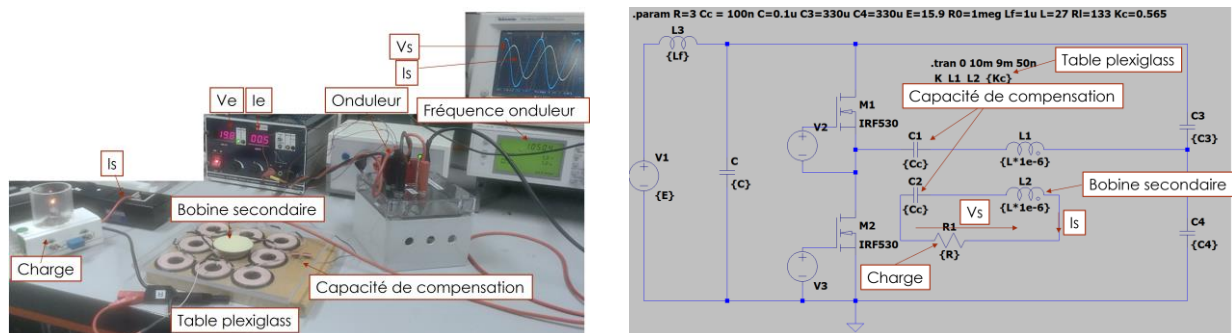 Vs
Is
Onduleur
Ve Ie
Fréquence onduleur
19.8
00.5
Is
Bobine secondaire
Charge
Capacité de compensation
Table plexiglass
.param R=3 Cc = 100n C=0.1u C3=330u C4=330u E=15.9 R0=1meg Lf=1u L=27 Rl=133 Kc=0.565
L3
{Lf}
.tran 0 10m 9m 50n
K L1 L2 {Kc}
Table plexiglass
Capacité de compensation
M1
IRF530
V2
C3
{C3}
C1
{Cc}
L1
{L*1e-6}
V1
{E}
C
{C}
C2
{Cc}
L2
{L*1e-6}
Bobine secondaire
Vs
Is
R1
{R}
M2
IRF530
C4
{C4}
V3
Charge